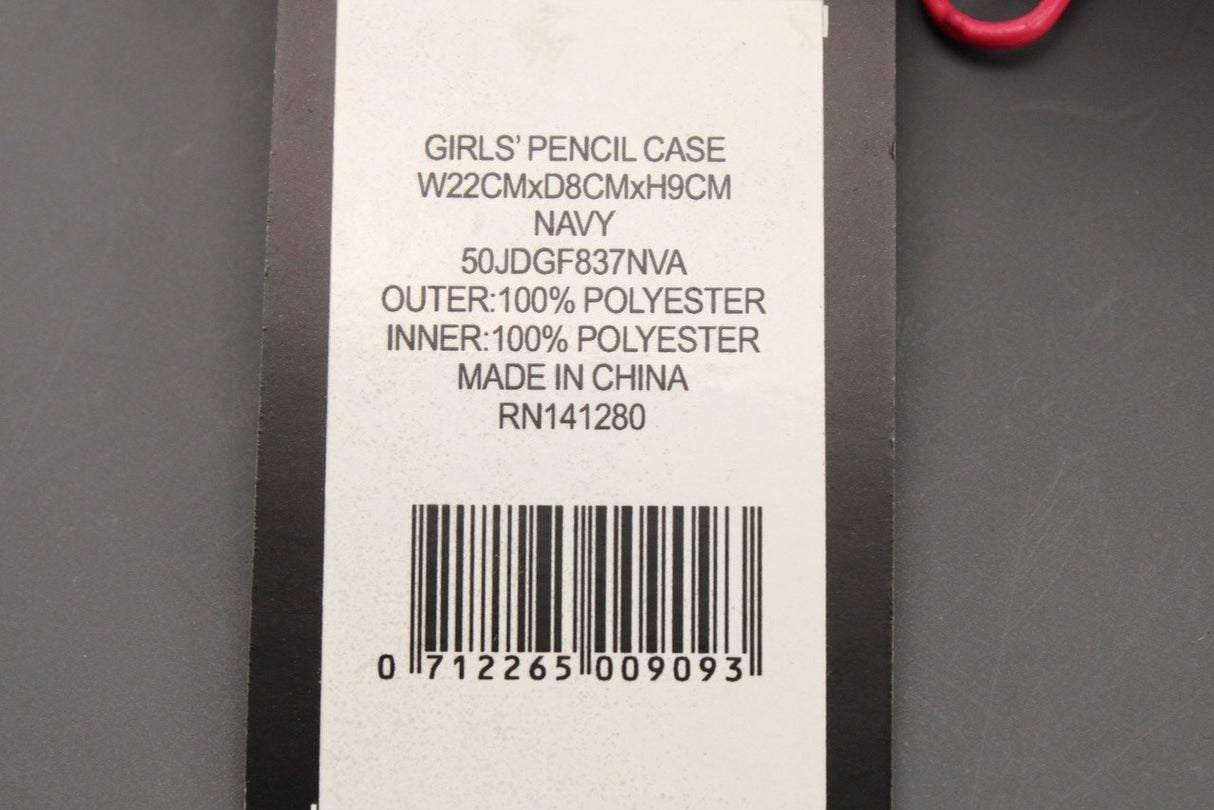 GIRLS’ PENCIL CASE
W22CMxD8CMxH9CM
NAVY
50JDGF837NVA
OUTER:100% POLYESTER
INNER:100% POLYESTER
MADE IN CHINA
RN141280
0 712265 009093